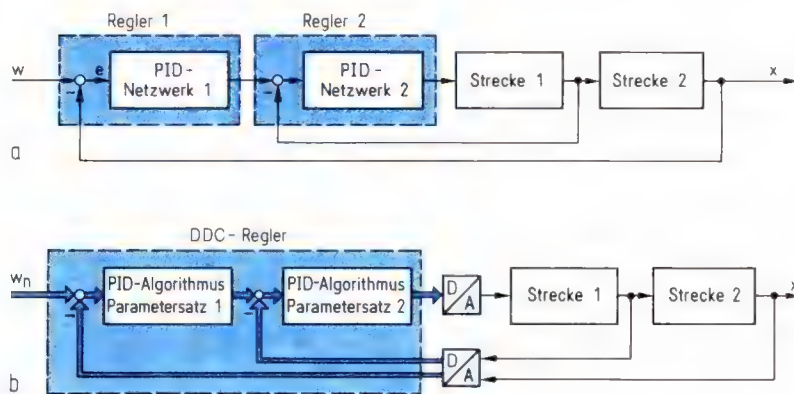 Regler 1
Regler 2
w
e
PID-
Netzwerk 1
PID-
Netzwerk 2
Strecke 1
Strecke 2
x
-
-
a
DDC-Regler
wn
PID-Algorithmus
Parametersatz 1
PID-Algorithmus
Parametersatz 2
D
A
Strecke 1
Strecke 2
x
-
-
D
A
b